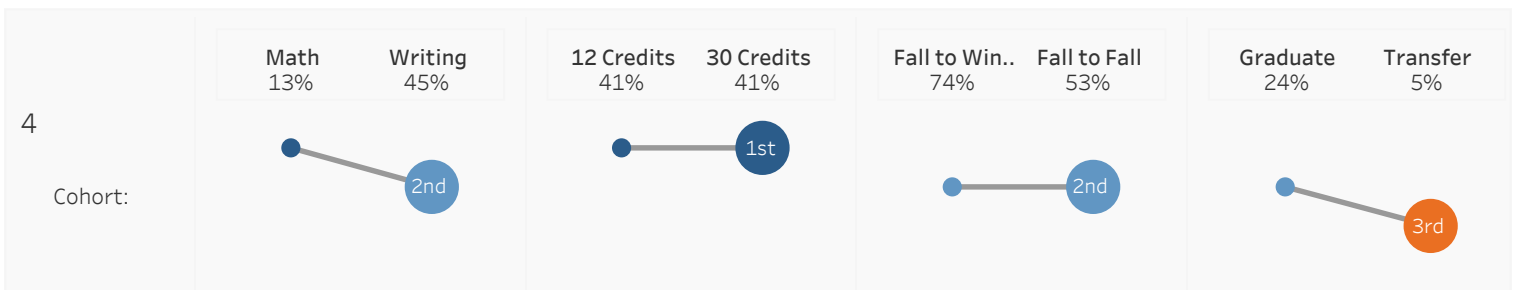 Math Writing
13% 45%
12 Credits 30 Credits
41% 41%
Fall to Win.. Fall to Fall
74% 53%
Graduate Transfer
24% 5%
4
Cohort:
2nd
1st
2nd
3rd